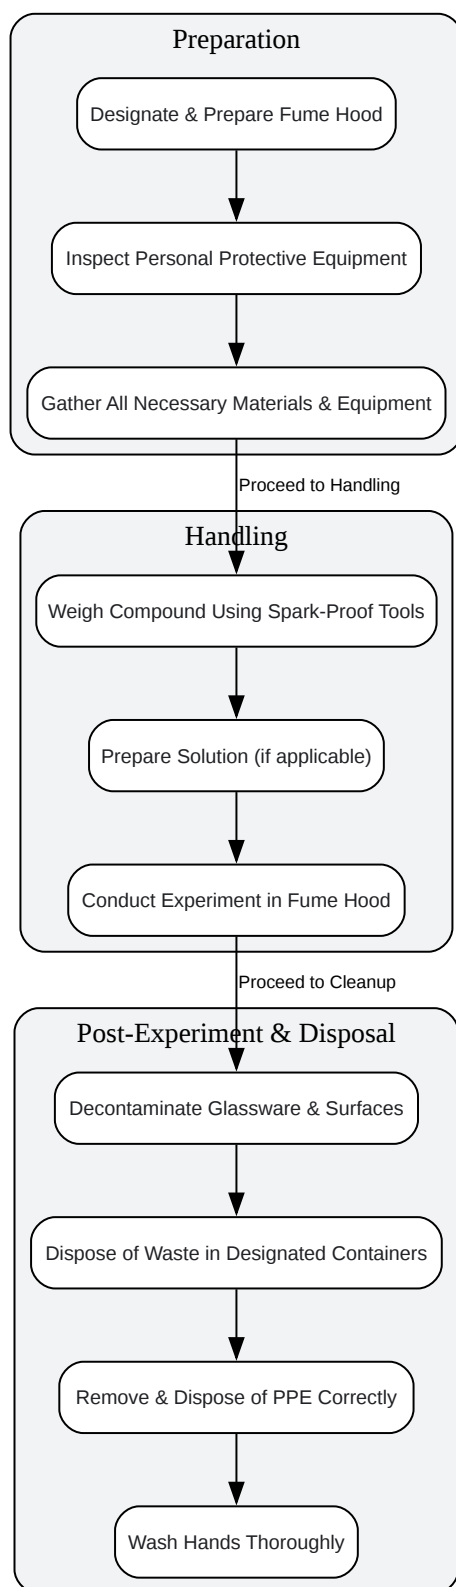 Preparation
Designate & Prepare Fume Hood
Inspect Personal Protective Equipment
Gather All Necessary Materials & Equipment
Proceed to Handling
Handling
Weigh Compound Using Spark-Proof Tools
Prepare Solution (if applicable)
Conduct Experiment in Fume Hood
Proceed to Cleanup
Post-Experiment & Disposal
Decontaminate Glassware & Surfaces
Dispose of Waste in Designated Containers
Remove & Dispose of PPE Correctly
Wash Hands Thoroughly